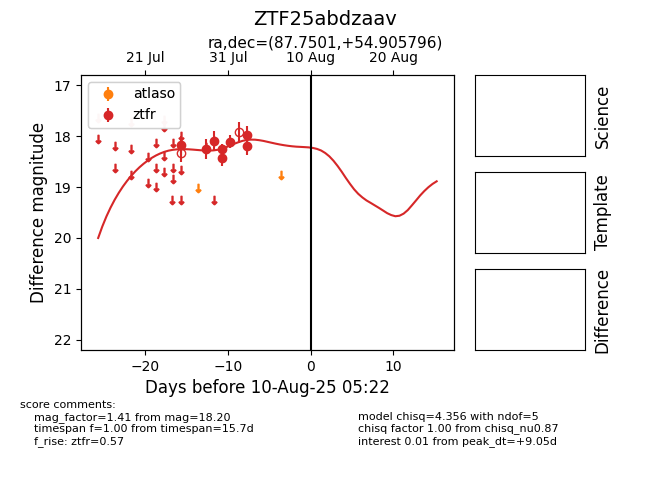 ZTF25abdzaav
ra,dec=(87.7501,+54.905796)
21 Jul
31 Jul
10 Aug
20 Aug
17
18
19
20
21
22
Difference magnitude
atlaso
ztfr
−20
−10
0
10
Days before 10-Aug-25 05:22
Science
Template
Difference
score comments:
mag_factor=1.41 from mag=18.20
timespan f=1.00 from timespan=15.7d
f_rise: ztfr=0.57
model chisq=4.356 with ndof=5
chisq factor 1.00 from chisq_nu0.87
interest 0.01 from peak_dt=+9.05d